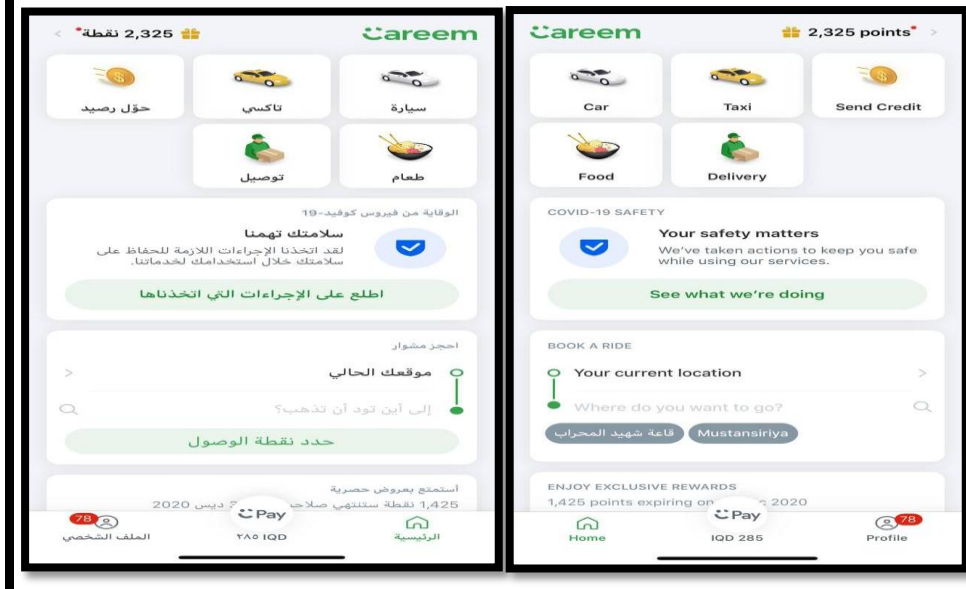 2,325 نقطة
Careem
سيارة
تاكسي
حوّل رصيد
طعام
توصيل
الوقاية من فيروس كوفيد-19
سلامتك تهمنا
لقد اتخذنا الإجراءات اللازمة للحفاظ على
سلامتك خلال استخدامك لخدماتنا.
اطلع على الإجراءات التي اتخذناها
احجز مشوار
موقعك الحالي
إلى أين تود أن تذهب؟
حدد نقطة الوصول
أستمتع بعروض حصرية
1,425 نقطة ستنتهي ديس 2020
Pay
الرئيسية
٢٨٥ IQD
الملف الشخصي
78
Careem
2,325 points
Car
Taxi
Send Credit
Food
Delivery
COVID-19 SAFETY
Your safety matters
We've taken actions to keep you safe
while using our services.
See what we're doing
BOOK A RIDE
Your current location
Where do you want to go?
قاعة شهيد المحراب
Mustansiriya
ENJOY EXCLUSIVE REWARDS
1,425 points expiring on 2020
Pay
Home
IQD 285
Profile
78